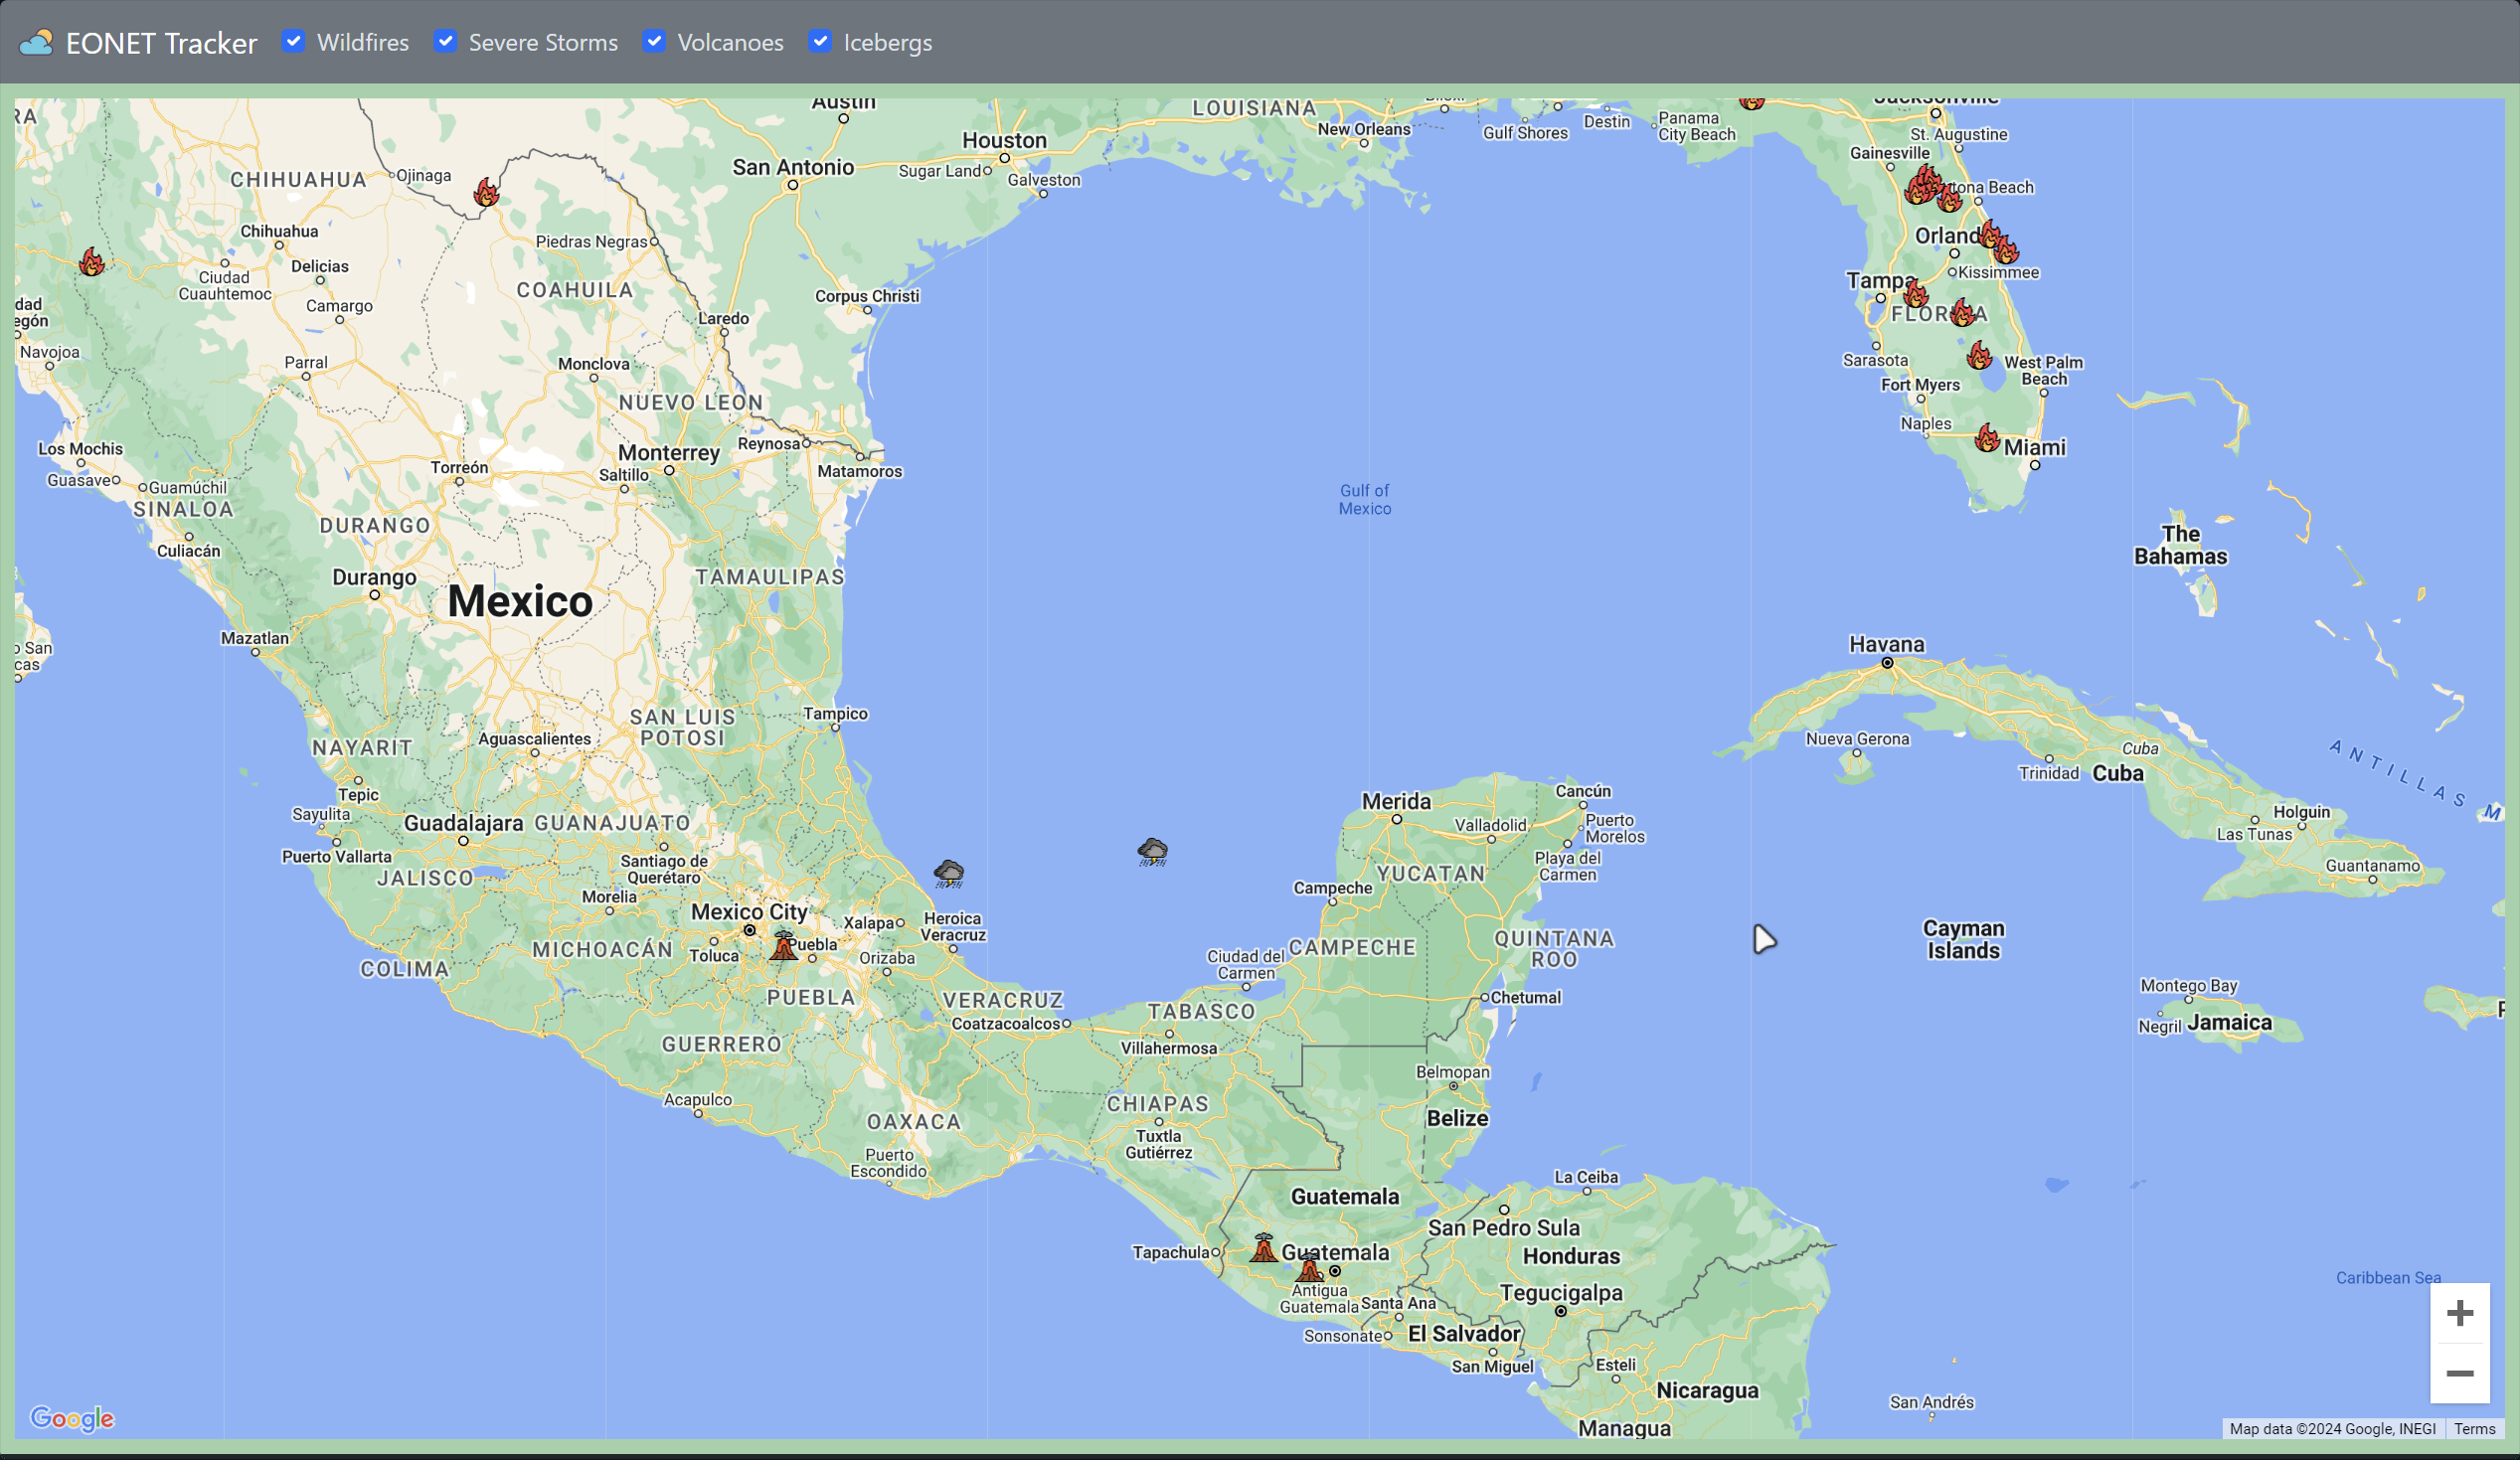 EONET Tracker
Wildfires
Severe Storms
Volcanoes
Icebergs
Austin
LOUISIANA
Jacksonville
New Orleans
Gulf Shores
Destin
Panama
City Beach
St. Augustine
Gainesville
Houston
San Antonio
Sugar Land
Galveston
CHIHUAHUA
Ojinaga
Orland
Chihuahua
Piedras Negras
Delicias
Ciudad
Cuauhtemoc
Camargo
COAHUILA
Corpus Christi
Laredo
Kissimmee
Tampa
Navojoa
Parral
Monclova
Sarasota
West Palm
Beach
Fort Myers
NUEVO LEON
Naples
Miami
Reynosa
Los Mochis
Monterrey
Guasave
Torreón
Saltillo
Matamoros
Guamúchil
SINALOA
Gulf of
Mexico
DURANGO
Culiacán
The
Bahamas
Durango
TAMAULIPAS
Mexico
Mazatlan
Havana
Tampico
SAN LUIS
POTOSI
NAYARIT
Aguascalientes
Nueva Gerona
Cuba
Trinidad
Cuba
ANTILLAS M
Tepic
Sayulita
Guadalajara
GUANAJUATO
Merida
Cancún
Valladolid
Puerto
Morelos
Holguin
Las Tunas
Puerto Vallarta
Santiago de
Querétaro
JALISCO
Playa del
Carmen
YUCATAN
Guantanamo
Campeche
Morelia
Mexico City
Xalapa
Heroica
Veracruz
Puebla
Toluca
Orizaba
MICHOACÁN
COLIMA
Ciudad del
Carmen
CAMPECHE
QUINTANA
ROO
Cayman
Islands
PUEBLA
VERACRUZ
Chetumal
Montego Bay
Coatzacoalcos
TABASCO
Negril
Jamaica
GUERRERO
Villahermosa
Belmopan
Acapulco
CHIAPAS
Belize
OAXACA
Tuxtla
Gutiérrez
Puerto
Escondido
La Ceiba
Guatemala
San Pedro Sula
Tapachula
Guatemala
Honduras
Antigua
Guatemala
Santa Ana
Tegucigalpa
Caribbean Sea
Sonsonate
El Salvador
San Miguel
Esteli
Nicaragua
San Andrés
Managua
Google
Map data ©2024 Google, INEGI
Terms